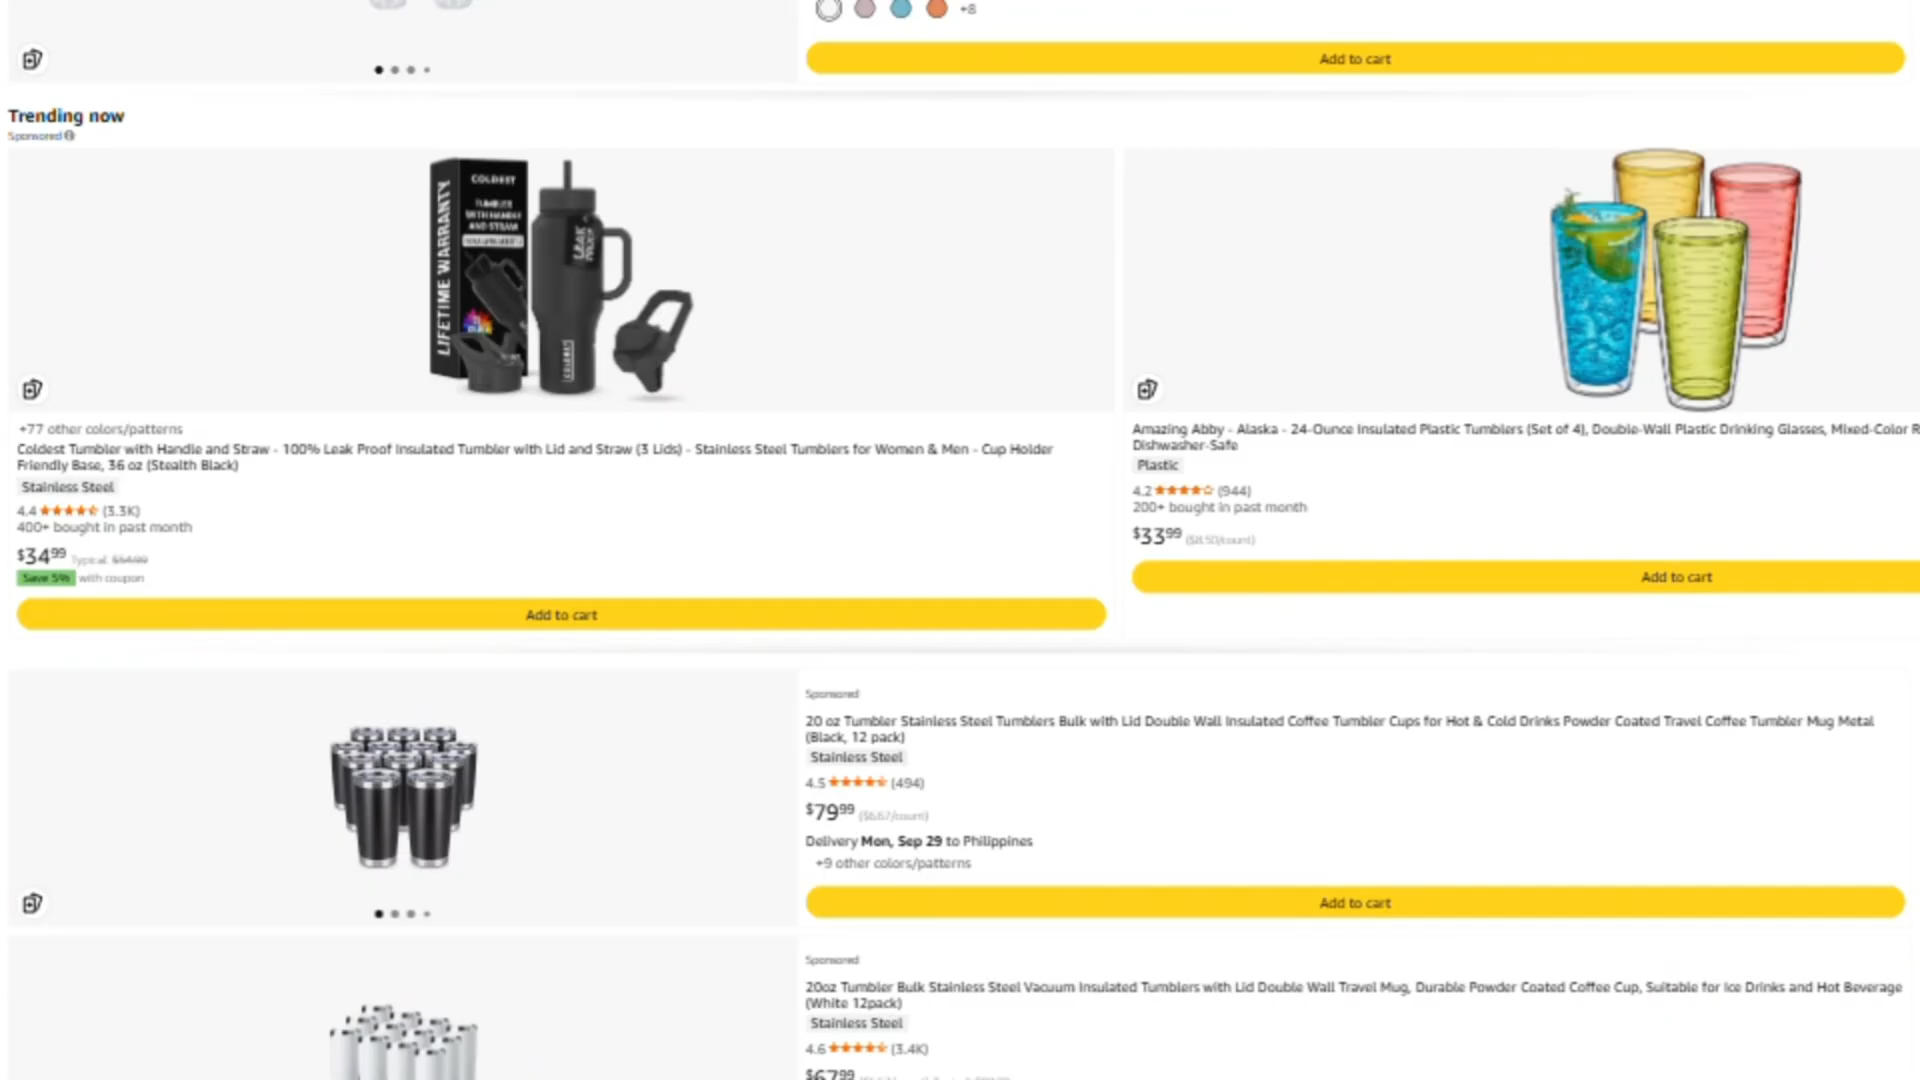 +8
Add to cart
Trending now
Sponsored
LIFETIME WARRANTY
COLDEST
TUMBLER
WITH HANDLE
AND STRAW
LEAK
COLDEST
+77 other colors/patterns
Coldest Tumbler with Handle and Straw - 100% Leak Proof Insulated Tumbler with Lid and Straw (3 Lids) - Stainless Steel Tumblers for Women & Men - Cup Holder
Friendly Base, 36 oz (Stealth Black)
Stainless Steel
4.4 (3.3K)
400+ bought in past month
$34.99 Typical: $54.99
Save 5% with coupon
Add to cart
Amazing Abby - Alaska - 24-Ounce Insulated Plastic Tumblers (Set of 4), Double-Wall Plastic Drinking Glasses, Mixed-Color R
Dishwasher-Safe
Plastic
4.2 (944)
200+ bought in past month
$33.99 ($8.50/count)
Add to cart
Sponsored
20 oz Tumbler Stainless Steel Tumblers Bulk with Lid Double Wall Insulated Coffee Tumbler Cups for Hot & Cold Drinks Powder Coated Travel Coffee Tumbler Mug Metal
(Black, 12 pack)
Stainless Steel
4.5 (494)
$79.99 ($6.67/count)
Delivery Mon, Sep 29 to Philippines
+9 other colors/patterns
Add to cart
Sponsored
20oz Tumbler Bulk Stainless Steel Vacuum Insulated Tumblers with Lid Double Wall Travel Mug, Durable Powder Coated Coffee Cup, Suitable for Ice Drinks and Hot Beverage
(White 12pack)
Stainless Steel
4.6 (3.4K)
$67.99